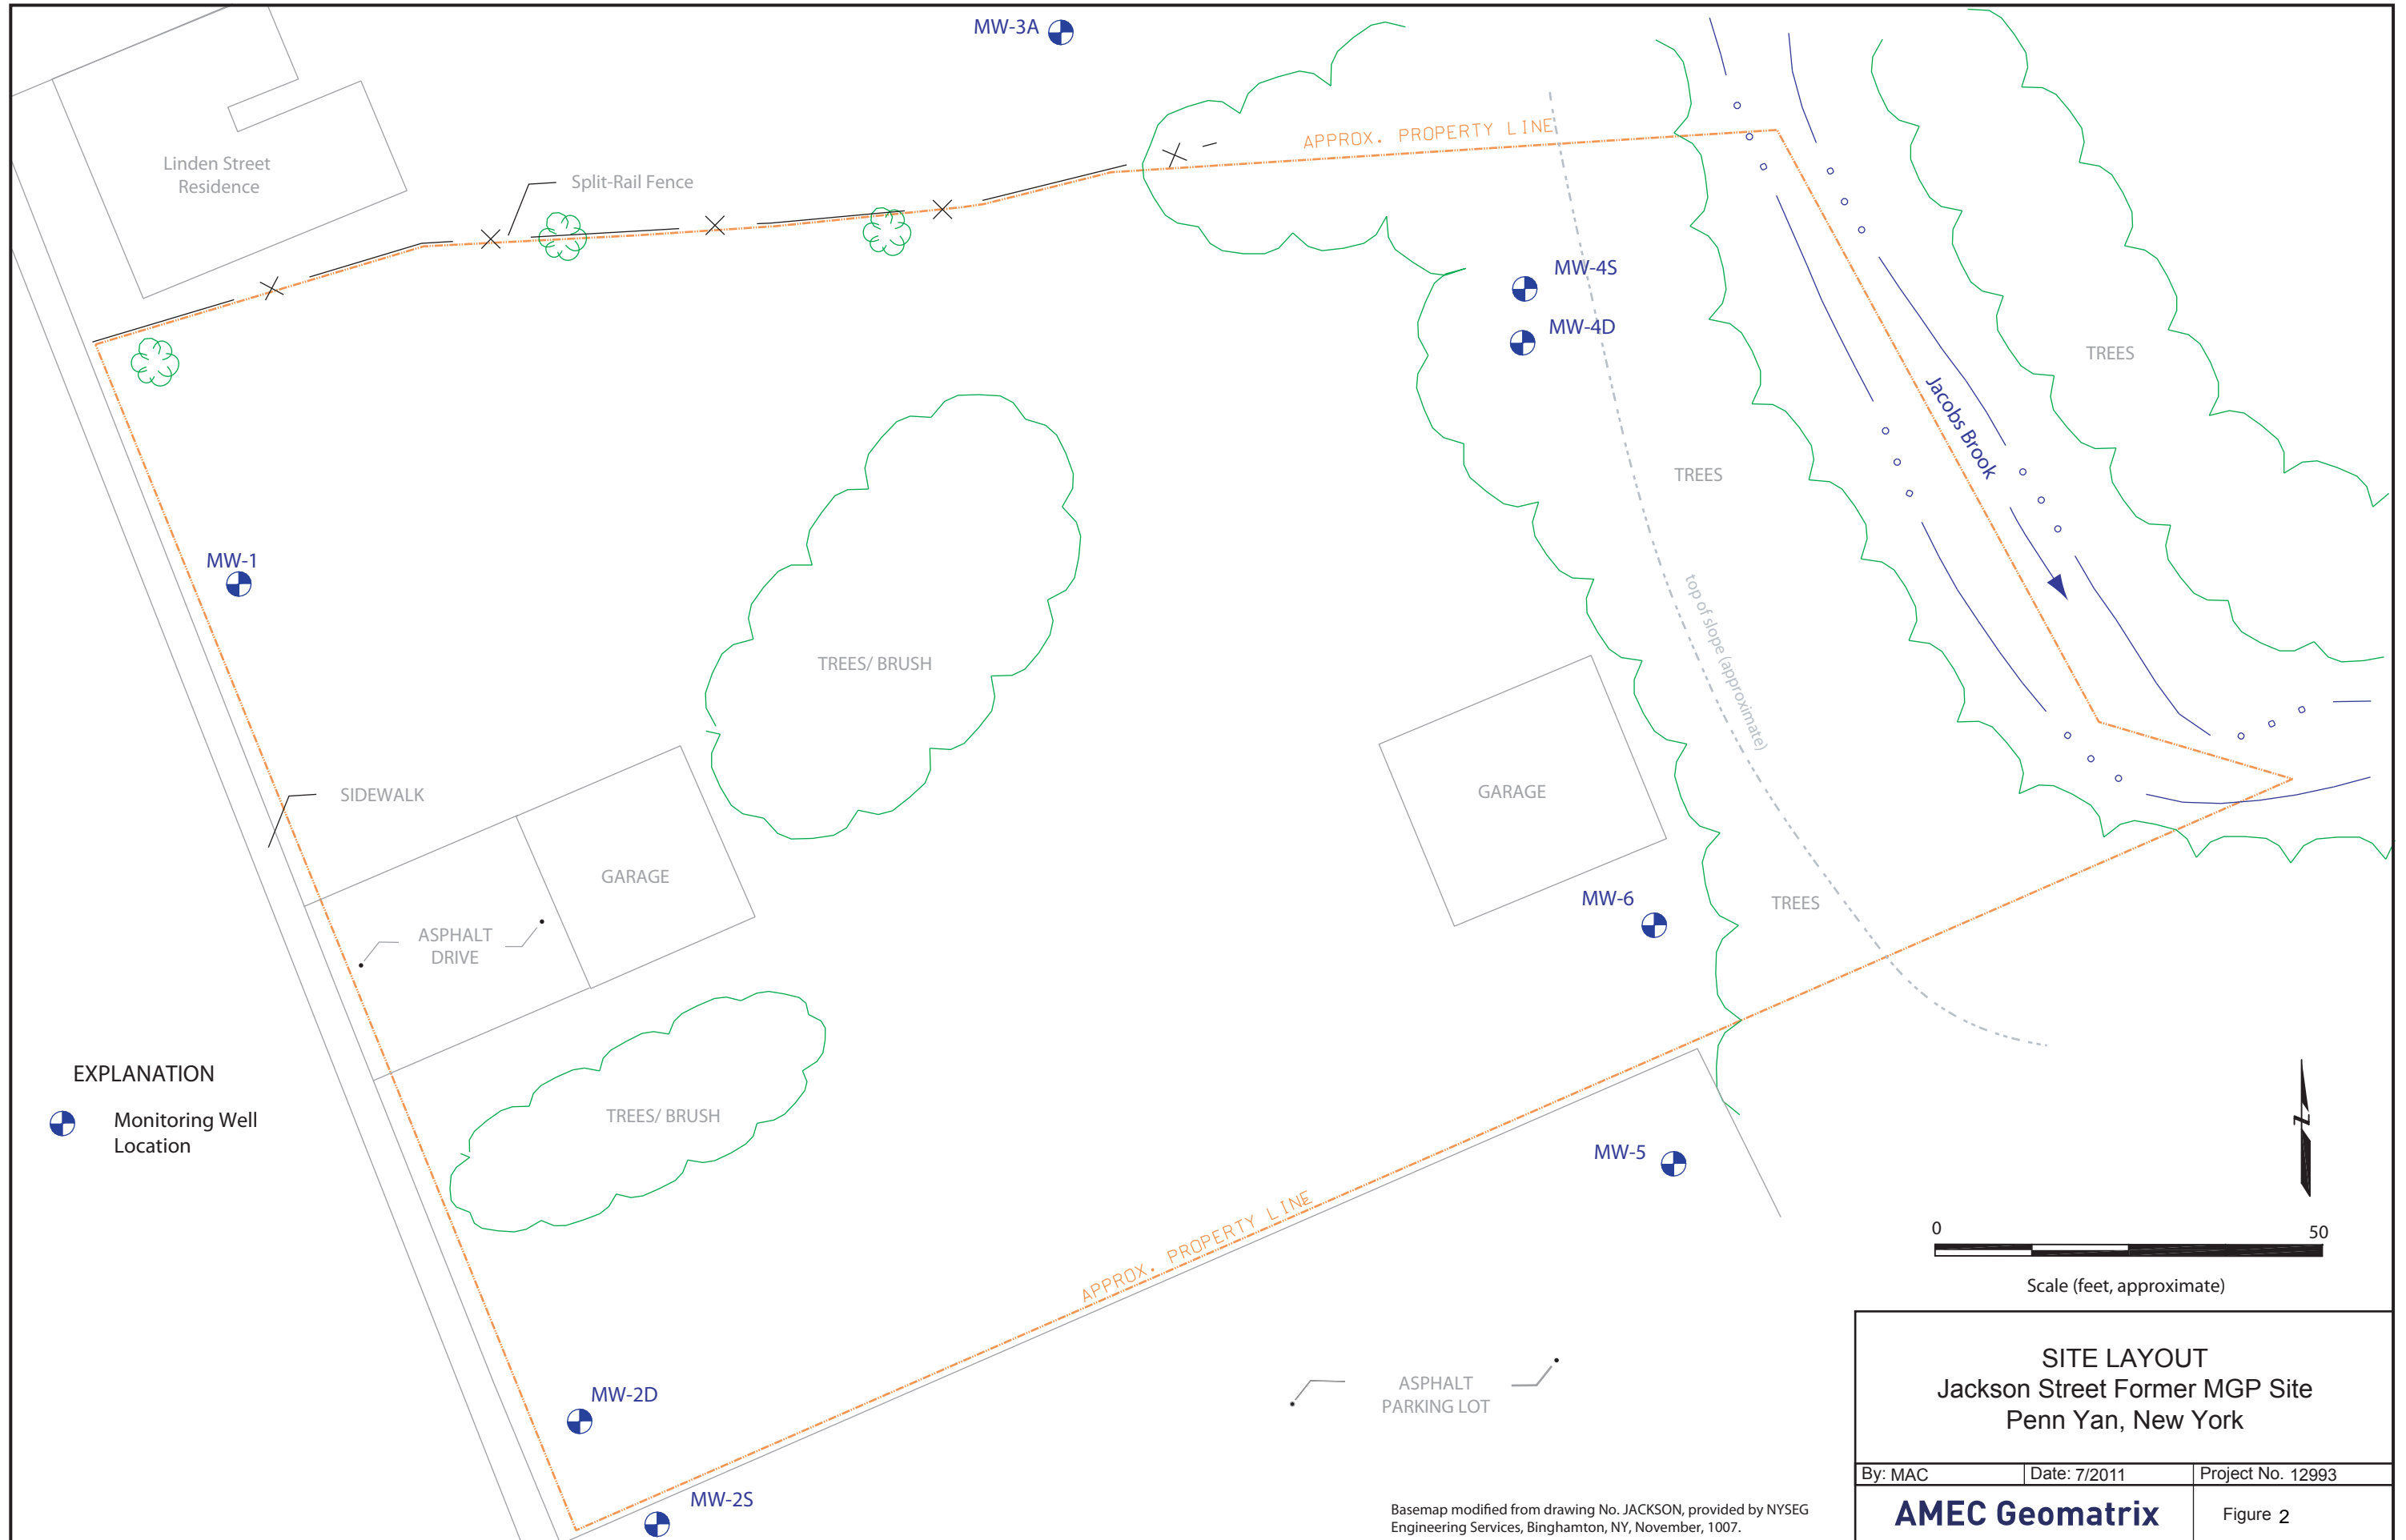 MW-3A
APPROX. PROPERTY LINE
Linden Street
Residence
Split-Rail Fence
MW-4S
MW-4D
TREES
Jacobs Brook
TREES
MW-1
top of slope (approximate)
TREES/ BRUSH
SIDEWALK
GARAGE
GARAGE
MW-6
TREES
ASPHALT
DRIVE
EXPLANATION
Monitoring Well
Location
TREES/ BRUSH
MW-5
N
APPROX. PROPERTY LINE
0 50
Scale (feet, approximate)
MW-2D
ASPHALT
PARKING LOT
MW-2S
Basemap modified from drawing No. JACKSON, provided by NYSEG
Engineering Services, Binghamton, NY, November, 1007.
SITE LAYOUT
Jackson Street Former MGP Site
Penn Yan, New York
By: MAC Date: 7/2011 Project No. 12993
AMEC Geomatrix Figure 2